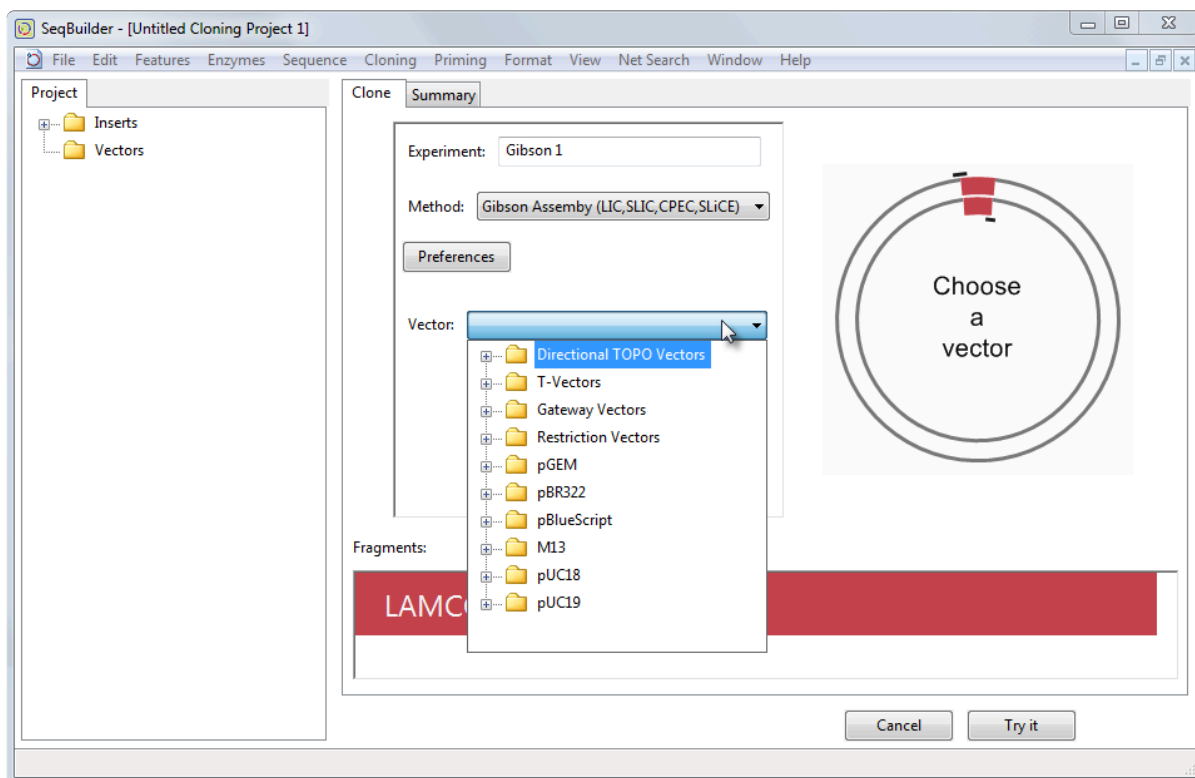 SeqBuilder - [Untitled Cloning Project 1]
File Edit Features Enzymes Sequence Cloning Priming Format View Net Search Window Help
Project
Inserts
Vectors
Clone Summary
Experiment: Gibson 1
Method: Gibson Assemby (LIC,SLIC,CPEC,SLiCE)
Preferences
Vector:
Directional TOPO Vectors
T-Vectors
Gateway Vectors
Restriction Vectors
pGEM
pBR322
pBlueScript
M13
pUC18
pUC19
Choose
a
vector
Fragments:
Cancel Try it